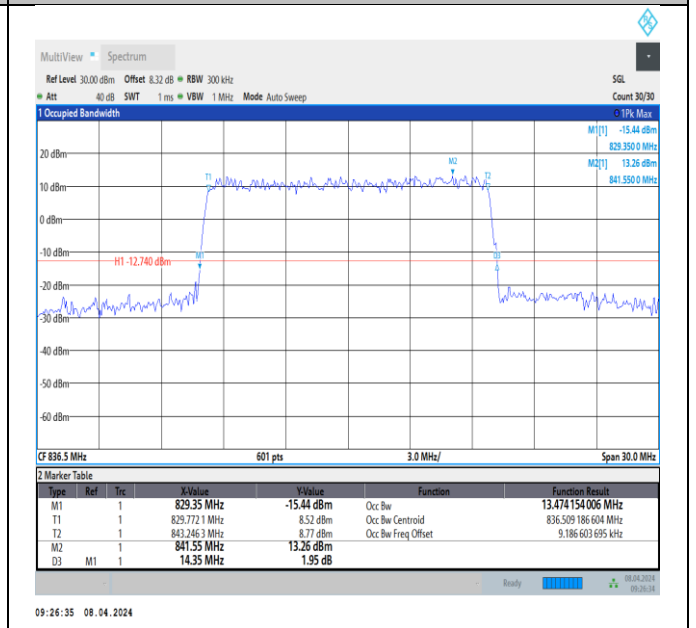 MultiView Spectrum
Ref Level 30.00 dBm Offset 8.32 dB RBW 300 kHz SGL
Att 40 dB SWT 1 ms VBW 1 MHz Mode Auto Sweep Count 30/30
1 Occupied Bandwidth 1Pk Max
M1[1] -15.44 dBm
829.350 0 MHz
M2[1] 13.26 dBm
841.550 0 MHz
20 dBm
M2
T1 T2
10 dBm
0 dBm
-10 dBm
M1 D3
H1 -12.740 dBm
-20 dBm
-30 dBm
-40 dBm
-50 dBm
-60 dBm
CF 836.5 MHz 601 pts 3.0 MHz/ Span 30.0 MHz
2 Marker Table
Type Ref Trc X-Value Y-Value Function Function Result
M1 1 829.35 MHz -15.44 dBm Occ Bw 13.474 154 006 MHz
T1 1 829.772 1 MHz 8.52 dBm Occ Bw Centroid 836.509 186 604 MHz
T2 1 843.246 3 MHz 8.77 dBm Occ Bw Freq Offset 9.186 603 695 kHz
M2 1 841.55 MHz 13.26 dBm
D3 M1 1 14.35 MHz 1.95 dB
Ready 08.04.2024
09:26:34
09:26:35 08.04.2024